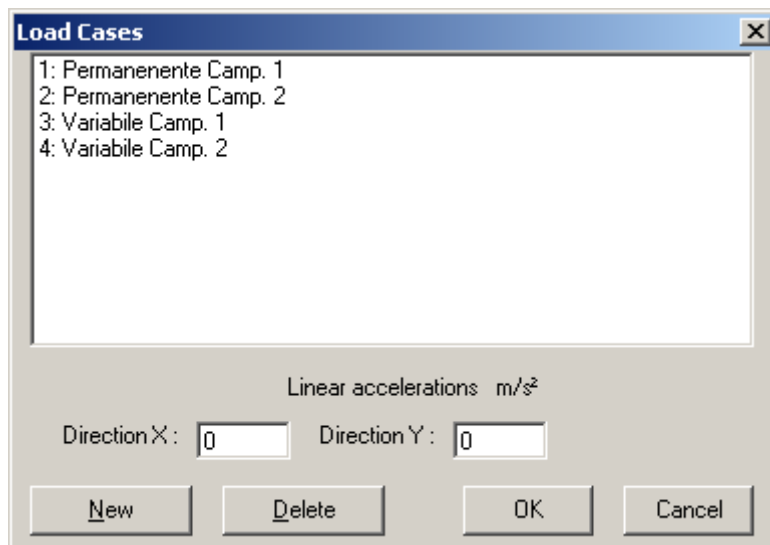 Load Cases
1: Permanenente Camp. 1
2: Permanenente Camp. 2
3: Variabile Camp. 1
4: Variabile Camp. 2
Linear accelerations m/s²
Direction X : 0 Direction Y : 0
New Delete OK Cancel